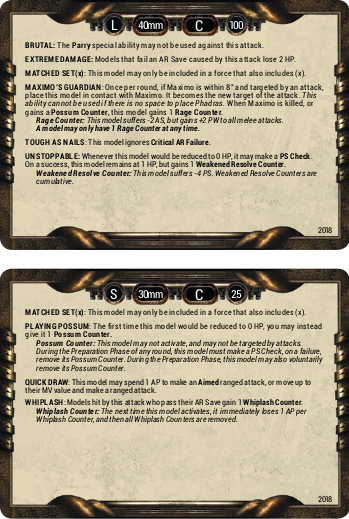 L 40mm C 100
BRUTAL: The Parry special ability may not be used against this attack.
EXTREME DAMAGE: Models that fail an AR Save caused by this attack lose 2 HP.
MATCHED SET(x): This model may only be included in a force that also includes (x).
MAXIMO'S GUARDIAN: Once per round, if Maximo is within 8" and targeted by an attack,
place this model in contact with Maximo. It becomes the new target of the attack. This
ability cannot be used if there is no space to place Phadras. When Maximo is killed, or
gains a Possum Counter, this model gains 1 Rage Counter.
Rage Counter: This model suffers -2 AS, but gains +2 PW to all melee attacks.
A model may only have 1 Rage Counter at any time.
TOUGH AS NAILS: This model ignores Critical AR Failure.
UNSTOPPABLE: Whenever this model would be reduced to 0 HP, it may make a PS Check.
On a success, this model remains at 1 HP, but gains 1 Weakened Resolve Counter.
Weakened Resolve Counter: This model suffers -4 PS. Weakened Resolve Counters are
cumulative.
2018
S 30mm C 25
MATCHED SET(x): This model may only be included in a force that also includes (x).
PLAYING POSSUM: The first time this model would be reduced to 0 HP, you may instead
give it 1 Possum Counter.
Possum Counter: This model may not activate, and may not be targeted by attacks.
During the Preparation Phase of any round, this model must make a PS Check, on a failure,
remove its Possum Counter. During the Preparation Phase, this model may also voluntarily
remove its Possum Counter.
QUICK DRAW: This model may spend 1 AP to make an Aimed ranged attack, or move up to
their MV value and make a ranged attack.
WHIPLASH: Models hit by this attack who pass their AR Save gain 1 Whiplash Counter.
Whiplash Counter: The next time this model activates, it immediately loses 1 AP per
Whiplash Counter, and then all Whiplash Counters are removed.
2018